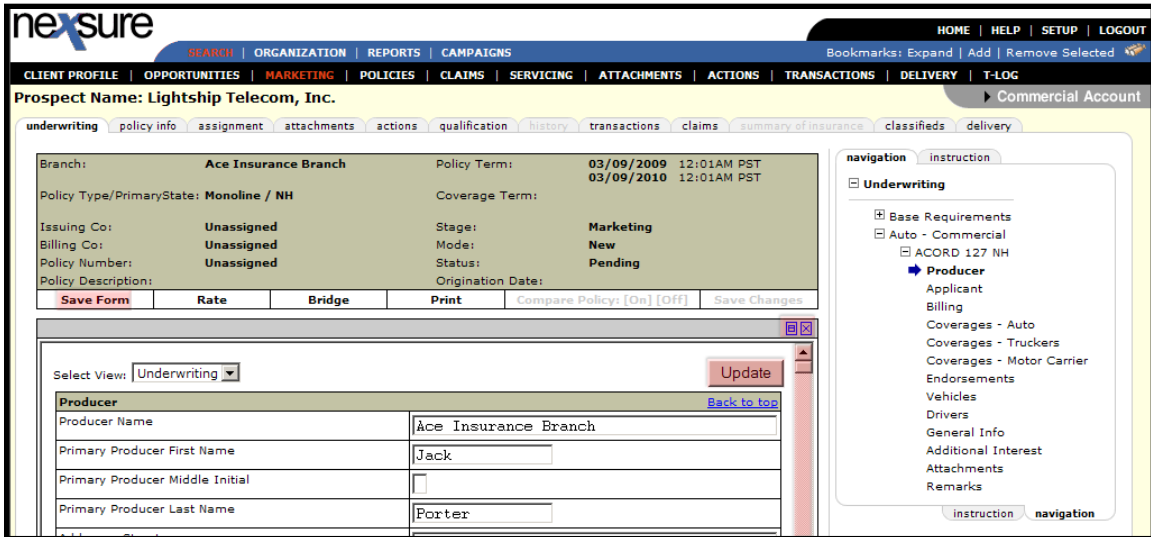 nexsure
HOME | HELP | SETUP | LOGOUT
SEARCH | ORGANIZATION | REPORTS | CAMPAIGNS
Bookmarks: Expand | Add | Remove Selected
CLIENT PROFILE | OPPORTUNITIES | MARKETING | POLICIES | CLAIMS | SERVICING | ATTACHMENTS | ACTIONS | TRANSACTIONS | DELIVERY | T-LOG
Prospect Name: Lightship Telecom, Inc.
Commercial Account
underwriting policy info assignment attachments actions qualification history transactions claims summary of insurance classifieds delivery
Branch: Ace Insurance Branch Policy Term: 03/09/2009 12:01AM PST
03/09/2010 12:01AM PST
Policy Type/PrimaryState: Monoline / NH Coverage Term:
Issuing Co: Unassigned Stage: Marketing
Billing Co: Unassigned Mode: New
Policy Number: Unassigned Status: Pending
Policy Description: Origination Date:
Save Form Rate Bridge Print Compare Policy: [On] [Off] Save Changes
Select View: Underwriting Update
Producer Back to top
Producer Name Ace Insurance Branch
Primary Producer First Name Jack
Primary Producer Middle Initial
Primary Producer Last Name Porter
navigation instruction
Underwriting
Base Requirements
Auto - Commercial
ACORD 127 NH
Producer
Applicant
Billing
Coverages - Auto
Coverages - Truckers
Coverages - Motor Carrier
Endorsements
Vehicles
Drivers
General Info
Additional Interest
Attachments
Remarks
instruction navigation